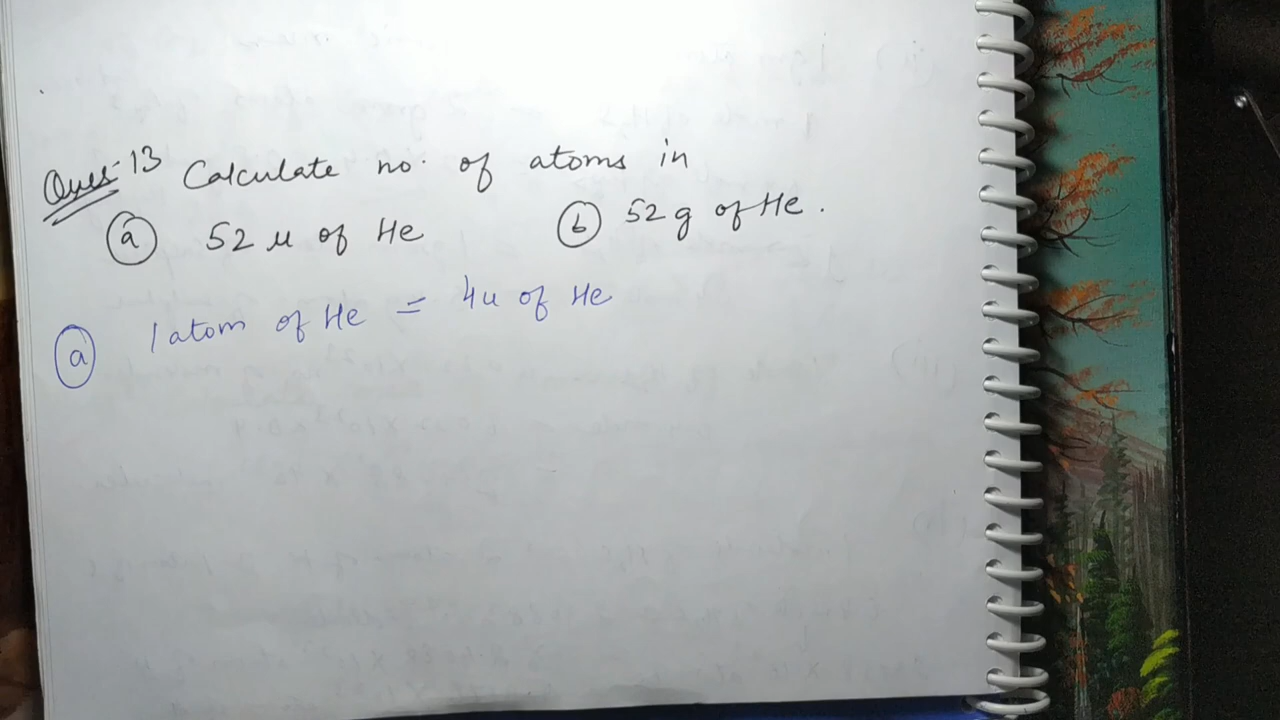 Ques-13 Calculate no. of atoms in
(a) 52 u of He (b) 52 g of He.
(a) 1 atom of He = 4u of He